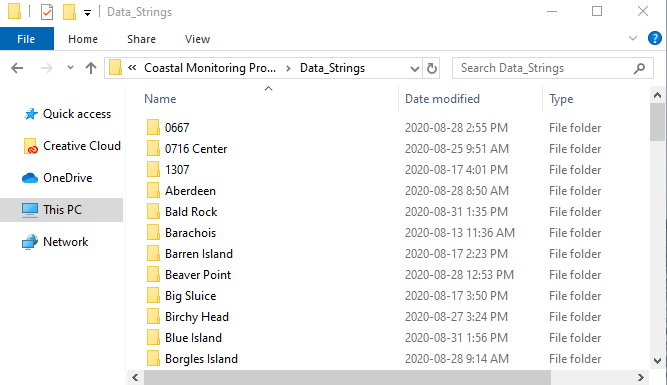 Data_Strings
File Home Share View
« Coastal Monitoring Pro... > Data_Strings
Search Data_Strings
Name Date modified Type
Quick access
Creative Cloud
OneDrive
This PC
Network
0667 2020-08-28 2:55 PM File folder
0716 Center 2020-08-25 9:51 AM File folder
1307 2020-08-17 4:01 PM File folder
Aberdeen 2020-08-28 8:50 AM File folder
Bald Rock 2020-08-31 1:35 PM File folder
Barachois 2020-08-13 11:36 AM File folder
Barren Island 2020-08-17 2:23 PM File folder
Beaver Point 2020-08-28 12:53 PM File folder
Big Sluice 2020-08-17 3:50 PM File folder
Birchy Head 2020-08-27 3:24 PM File folder
Blue Island 2020-08-31 1:56 PM File folder
Borgles Island 2020-08-28 9:14 AM File folder